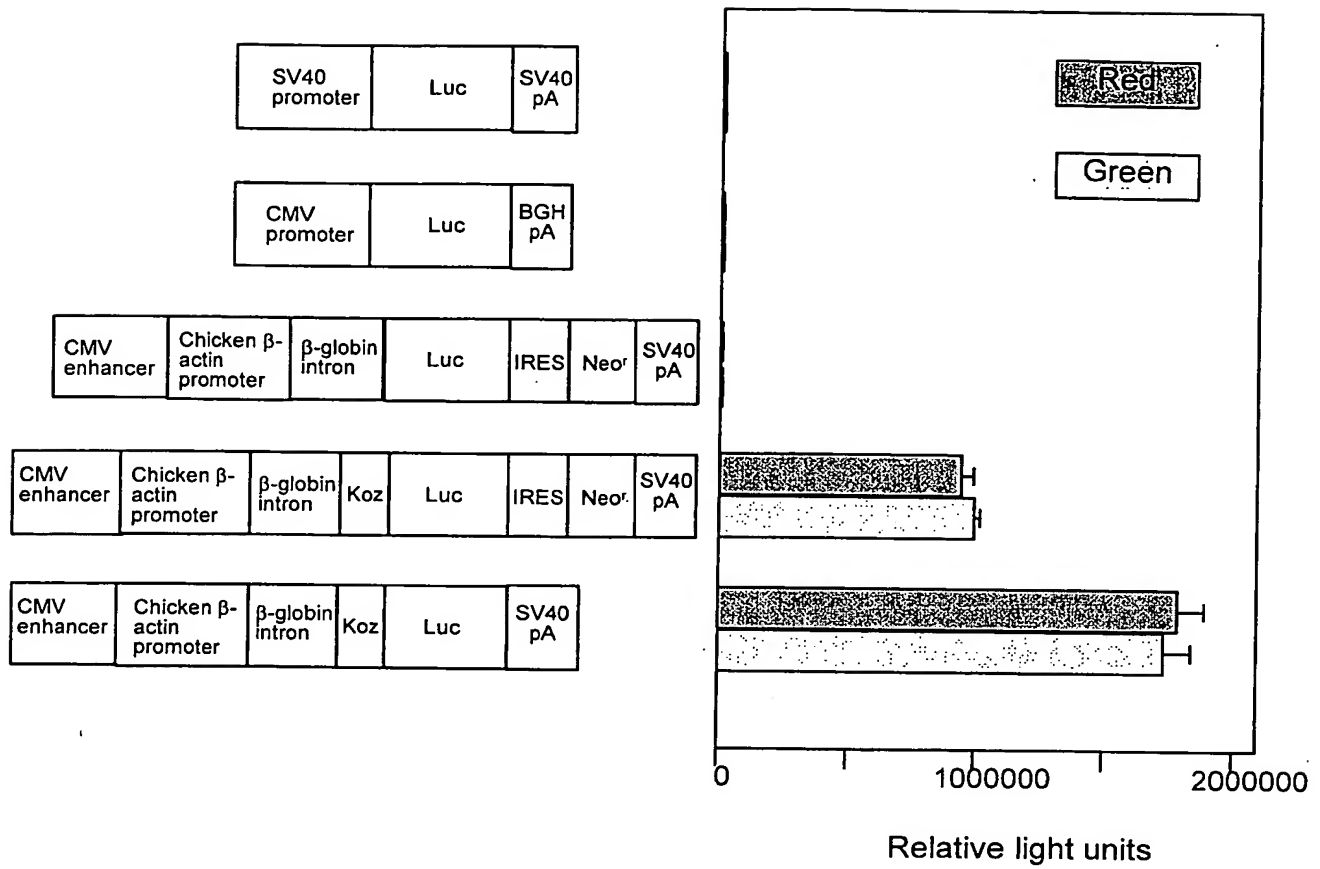 SV40
promoter
Luc
SV40
pA
Red
Green
CMV
promoter
Luc
BGH
pA
CMV
enhancer
Chicken β-
actin
promoter
β-globin
intron
Luc
IRES
Neoʳ
SV40
pA
CMV
enhancer
Chicken β-
actin
promoter
β-globin
intron
Koz
Luc
IRES
Neoʳ
SV40
pA
CMV
enhancer
Chicken β-
actin
promoter
β-globin
intron
Koz
Luc
SV40
pA
0
1000000
2000000
Relative light units